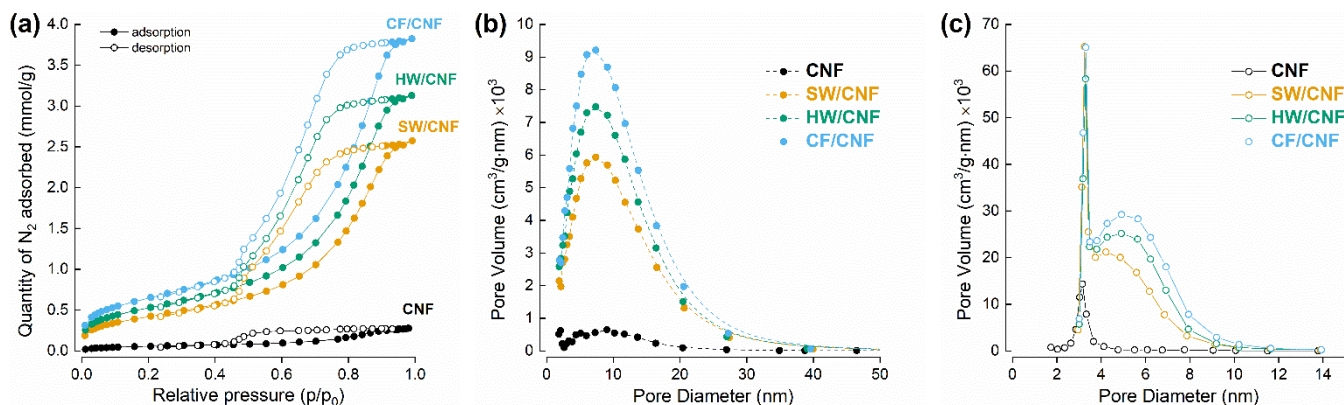 (a)
Quantity of N₂ adsorbed (mmol/g)
4.0
3.5
3.0
2.5
2.0
1.5
1.0
0.5
0.0
adsorption
desorption
CF/CNF
HW/CNF
SW/CNF
CNF
0.0 0.2 0.4 0.6 0.8 1.0
Relative pressure (p/p₀)
(b)
Pore Volume (cm³/g·nm) ×10³
10
9
8
7
6
5
4
3
2
1
0
CNF
SW/CNF
HW/CNF
CF/CNF
0 10 20 30 40 50
Pore Diameter (nm)
(c)
Pore Volume (cm³/g·nm) ×10³
70
60
50
40
30
20
10
0
CNF
SW/CNF
HW/CNF
CF/CNF
0 2 4 6 8 10 12 14
Pore Diameter (nm)